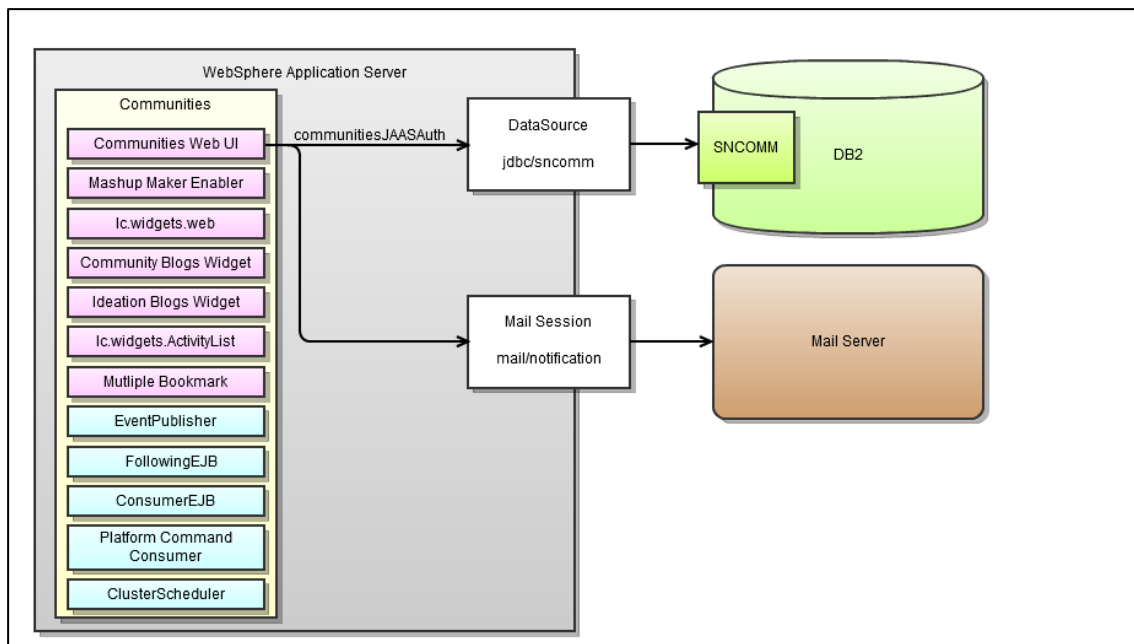 WebSphere Application Server
Communities
Communities Web UI
Mashup Maker Enabler
Ic.widgets.web
Community Blogs Widget
Ideation Blogs Widget
Ic.widgets.ActivityList
Mutliple Bookmark
EventPublisher
FollowingEJB
ConsumerEJB
Platform Command
Consumer
ClusterScheduler
communitiesJAASAuth
DataSource
jdbc/sncomm
Mail Session
mail/notification
SNCOMM
DB2
Mail Server